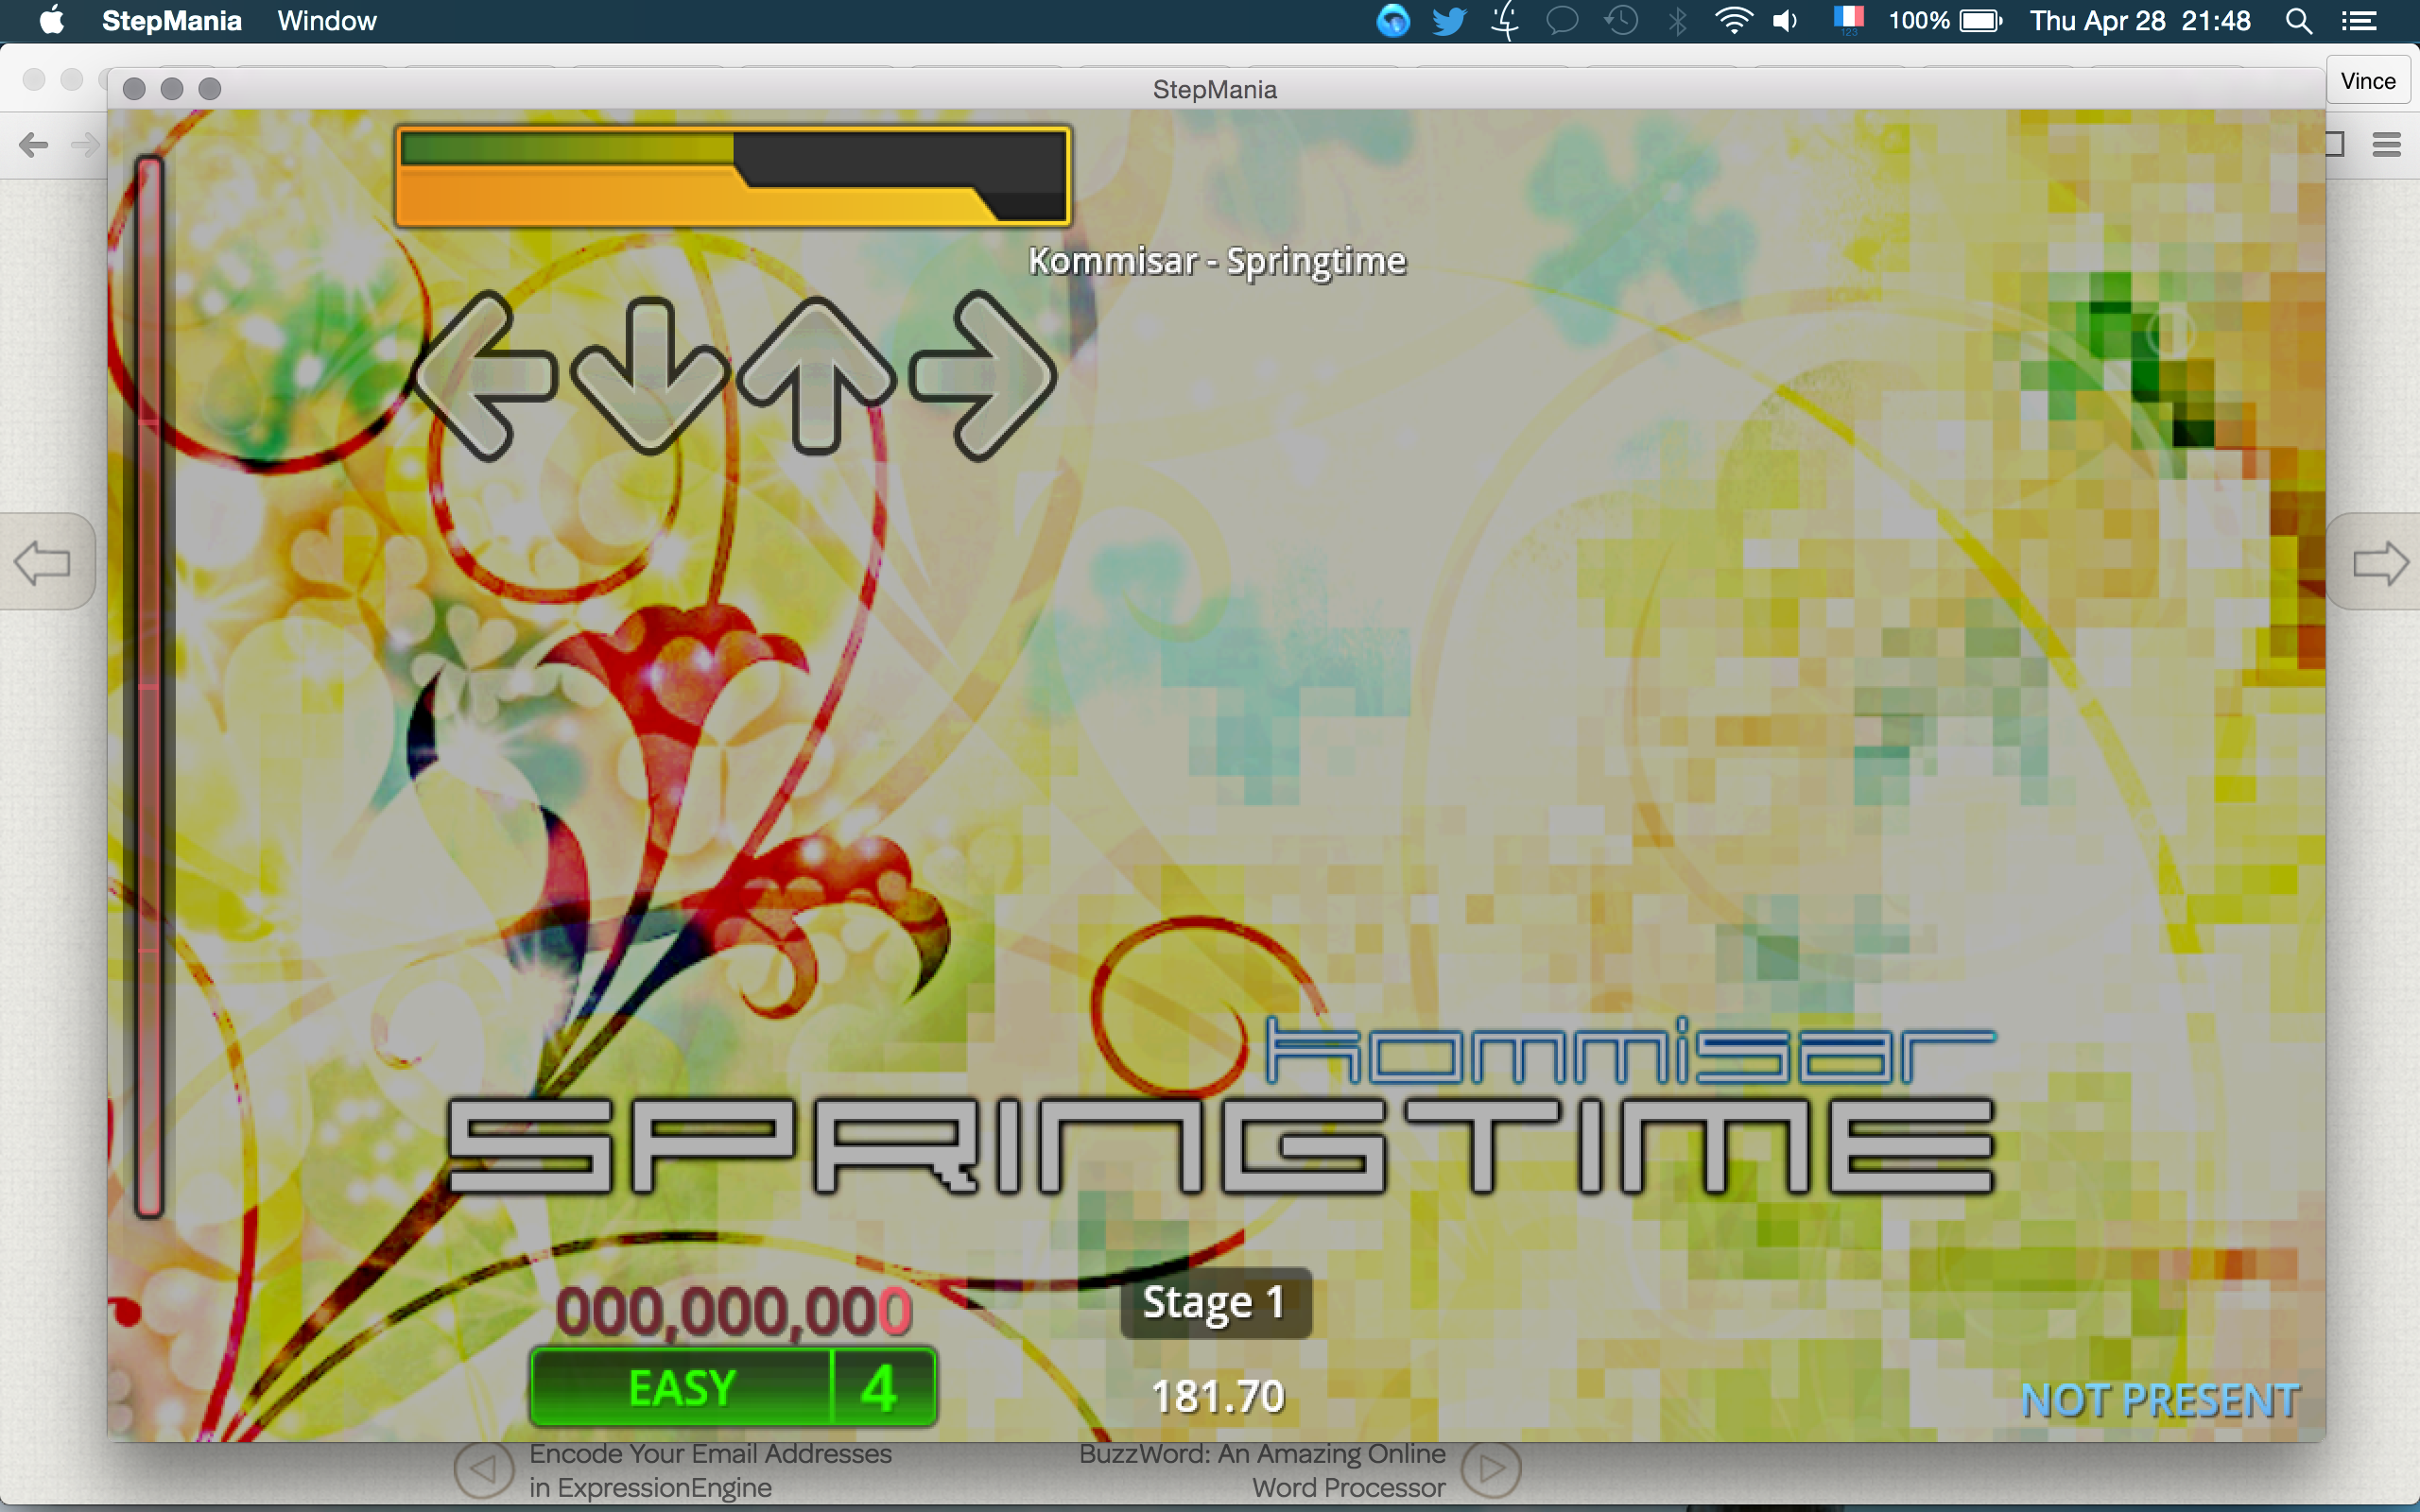 StepMania Window 100% Thu Apr 28 21:48
123
StepMania
Vince
Kommisar - Springtime
kommisar
SPRINGTIME
000,000,000
Stage 1
EASY 4
181.70
NOT PRESENT
Encode Your Email Addresses
in ExpressionEngine
BuzzWord: An Amazing Online
Word Processor